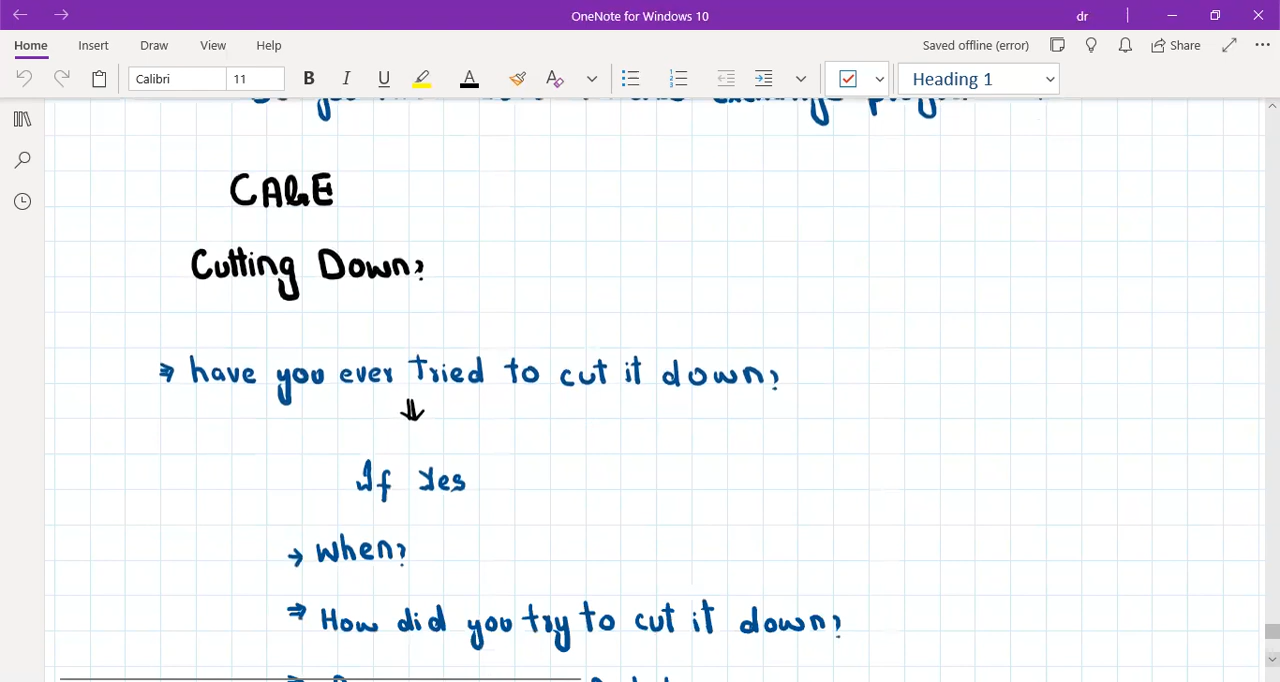 OneNote for Windows 10
dr
Home Insert Draw View Help
Saved offline (error)
Share
Calibri 11 B I U A A
Heading 1
exchange
CAGE
Cutting Down?
⇒ have you ever tried to cut it down?
⇓
If Yes
→ When?
⇒ How did you try to cut it down?